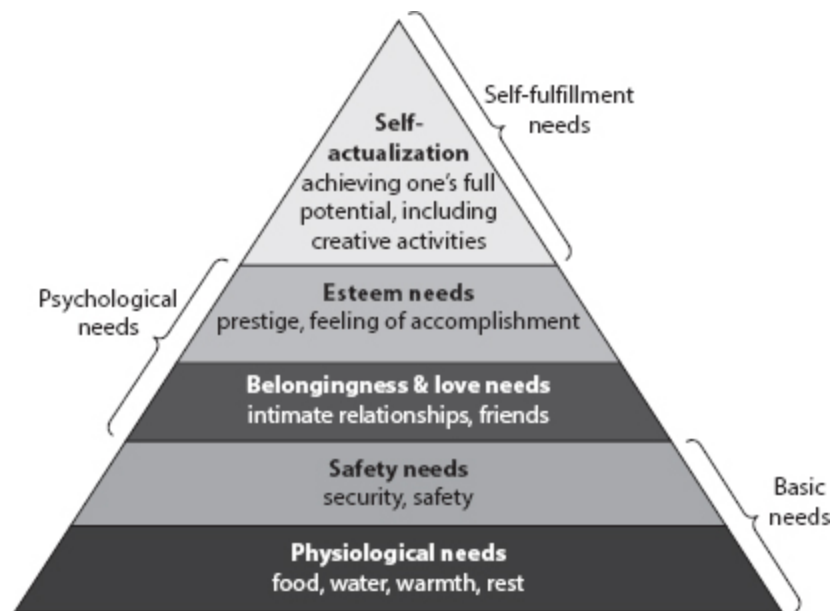 Self-fulfillment
needs
Self-
actualization
achieving one's full
potential, including
creative activities
Psychological
needs
Esteem needs
prestige, feeling of accomplishment
Belongingness & love needs
intimate relationships, friends
Safety needs
security, safety
Basic
needs
Physiological needs
food, water, warmth, rest